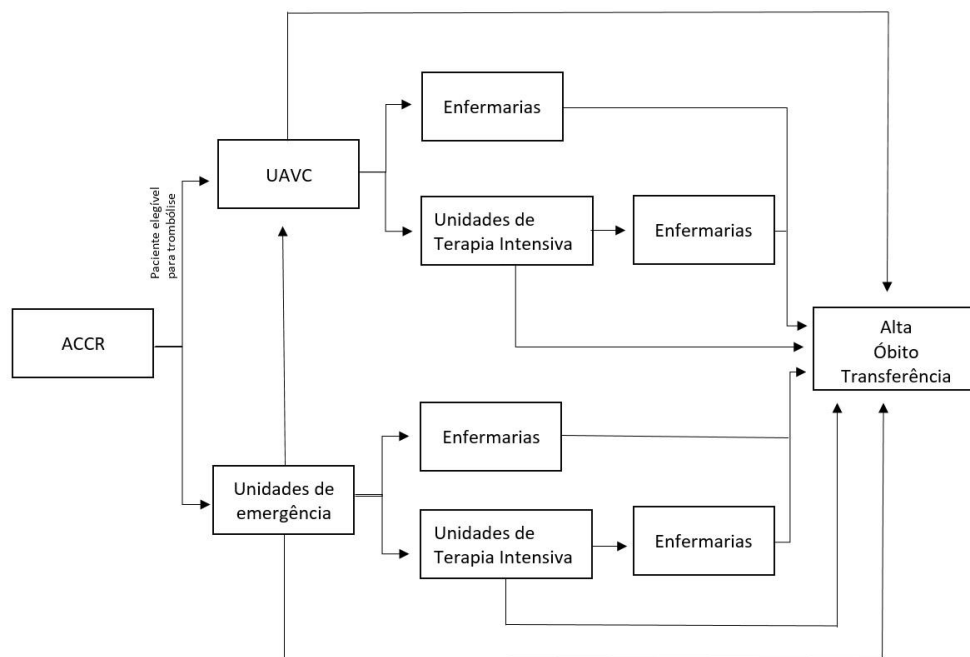 Enfermarias
UAVC
Paciente elegível
para trombólise
Unidades de
Terapia Intensiva
Enfermarias
ACCR
Alta
Óbito
Transferência
Enfermarias
Unidades de
emergência
Unidades de
Terapia Intensiva
Enfermarias